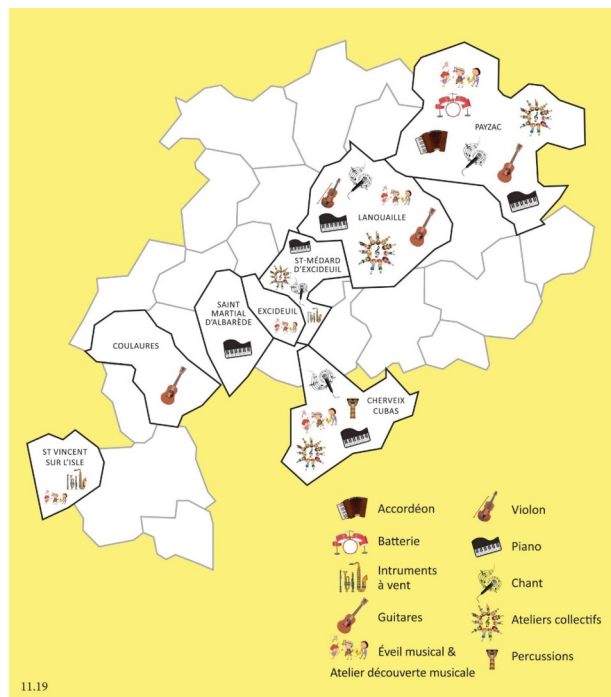 PAYZAC
LANOUAILLE
ST-MÉDARD
D'EXCIDEUIL
SAINT
MARTIAL
D'ALBARÈDE
EXCIDEUIL
COULAURES
CHERVEIX
CUBAS
ST VINCENT
SUR L'ISLE
Accordéon
Batterie
Intruments
à vent
Guitares
Éveil musical &
Atelier découverte musicale
Violon
Piano
Chant
Ateliers collectifs
Percussions
11.19